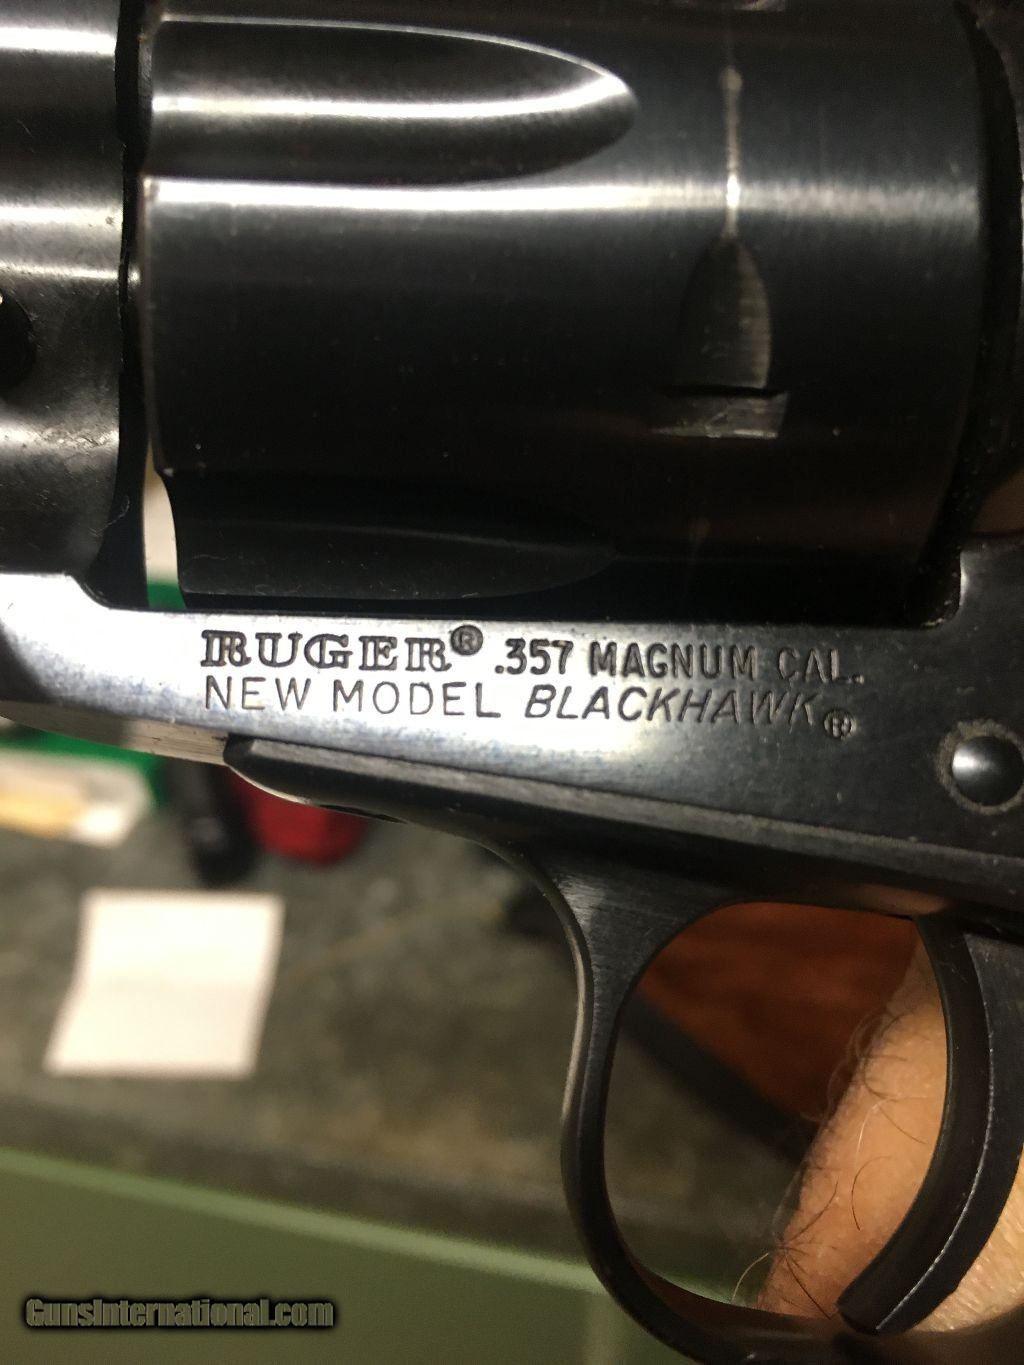 RUGER® .357 MAGNUM CAL.
NEW MODEL BLACKHAWK®
GunsInternational.com